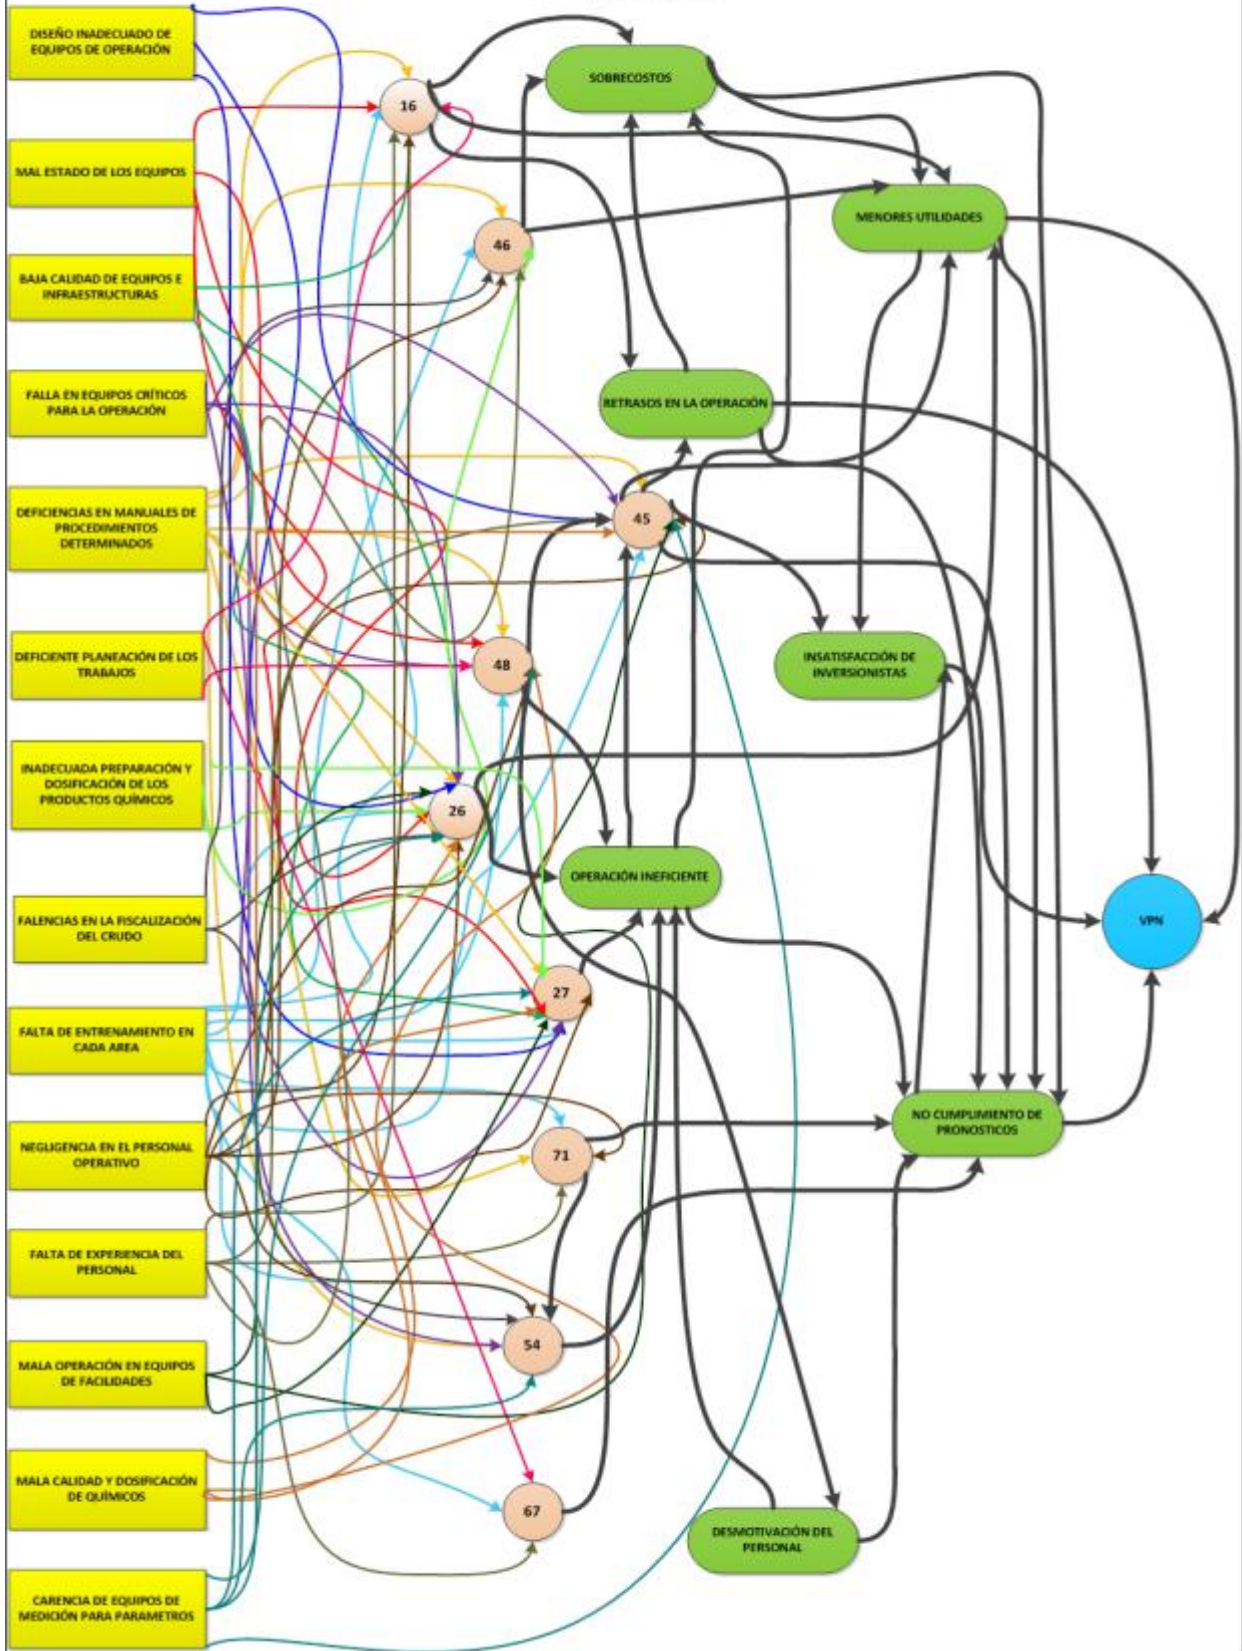 DISEÑO INADECUADO DE
EQUIPOS DE OPERACIÓN
MAL ESTADO DE LOS EQUIPOS
BAJA CALIDAD DE EQUIPOS E
INFRAESTRUCTURAS
FALLA EN EQUIPOS CRÍTICOS
PARA LA OPERACIÓN
DEFICIENCIAS EN MANUALES DE
PROCEDIMIENTOS
DETERMINADOS
DEFICIENTE PLANEACIÓN DE LOS
TRABAJOS
INADECUADA PREPARACIÓN Y
DOSIFICACIÓN DE LOS
PRODUCTOS QUÍMICOS
FALENCIAS EN LA FISCALIZACIÓN
DEL CRUDO
FALTA DE ENTRENAMIENTO EN
CADA AREA
NEGLIGENCIA EN EL PERSONAL
OPERATIVO
FALTA DE EXPERIENCIA DEL
PERSONAL
MALA OPERACIÓN EN EQUIPOS
DE FACILIDADES
MALA CALIDAD Y DOSIFICACIÓN
DE QUÍMICOS
CARENCIA DE EQUIPOS DE
MEDICIÓN PARA PARAMETROS
16
46
45
48
26
27
71
54
67
SOBRECOSTOS
MENORES UTILIDADES
RETRASOS EN LA OPERACIÓN
INSATISFACCIÓN DE
INVERSIONISTAS
OPERACIÓN INEFICIENTE
NO CUMPLIMIENTO DE
PRONOSTICOS
DESMOTIVACIÓN DEL
PERSONAL
VPN